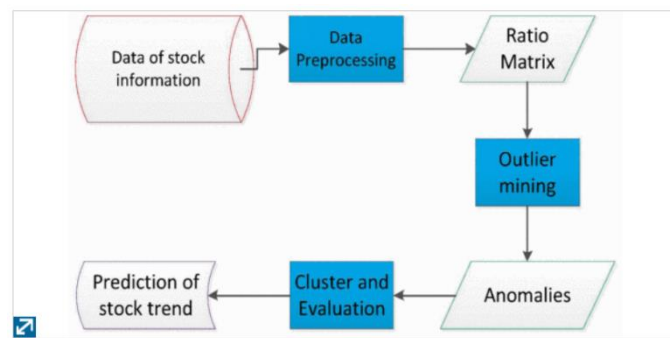 Data of stock
information
Data
Preprocessing
Ratio
Matrix
Outlier
mining
Anomalies
Cluster and
Evaluation
Prediction of
stock trend